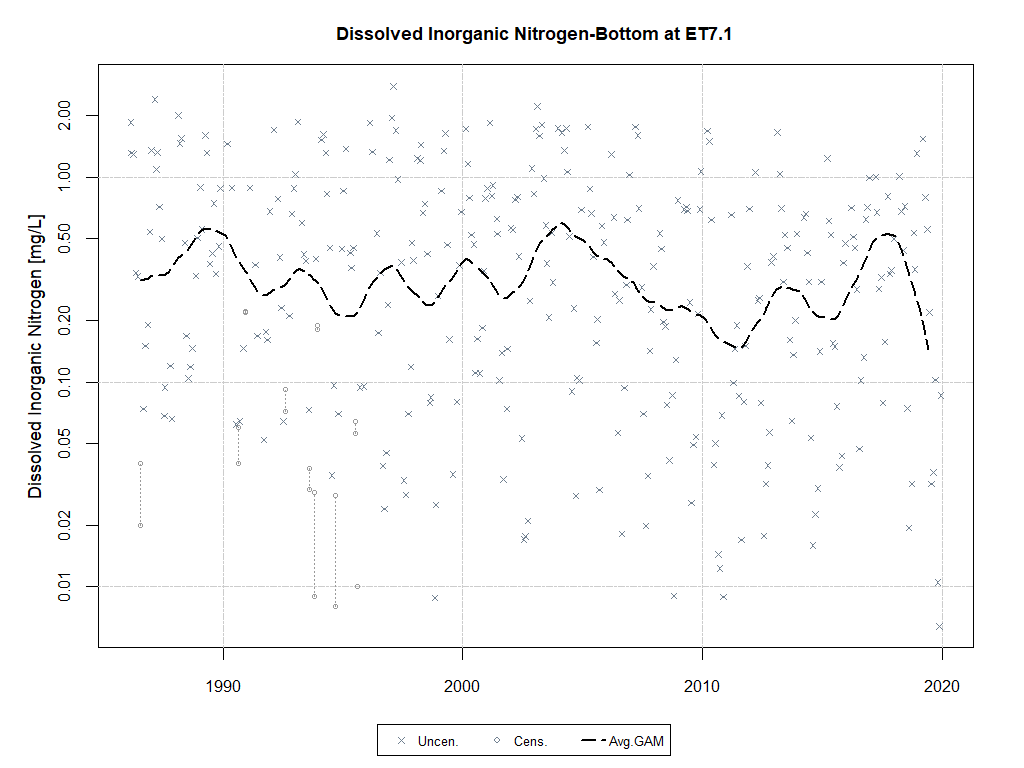 Dissolved Inorganic Nitrogen-Bottom at ET7.1
Dissolved Inorganic Nitrogen [mg/L]
2.00
1.00
0.50
0.20
0.10
0.05
0.02
0.01
1990 2000 2010 2020
Uncen. Cens. Avg.GAM